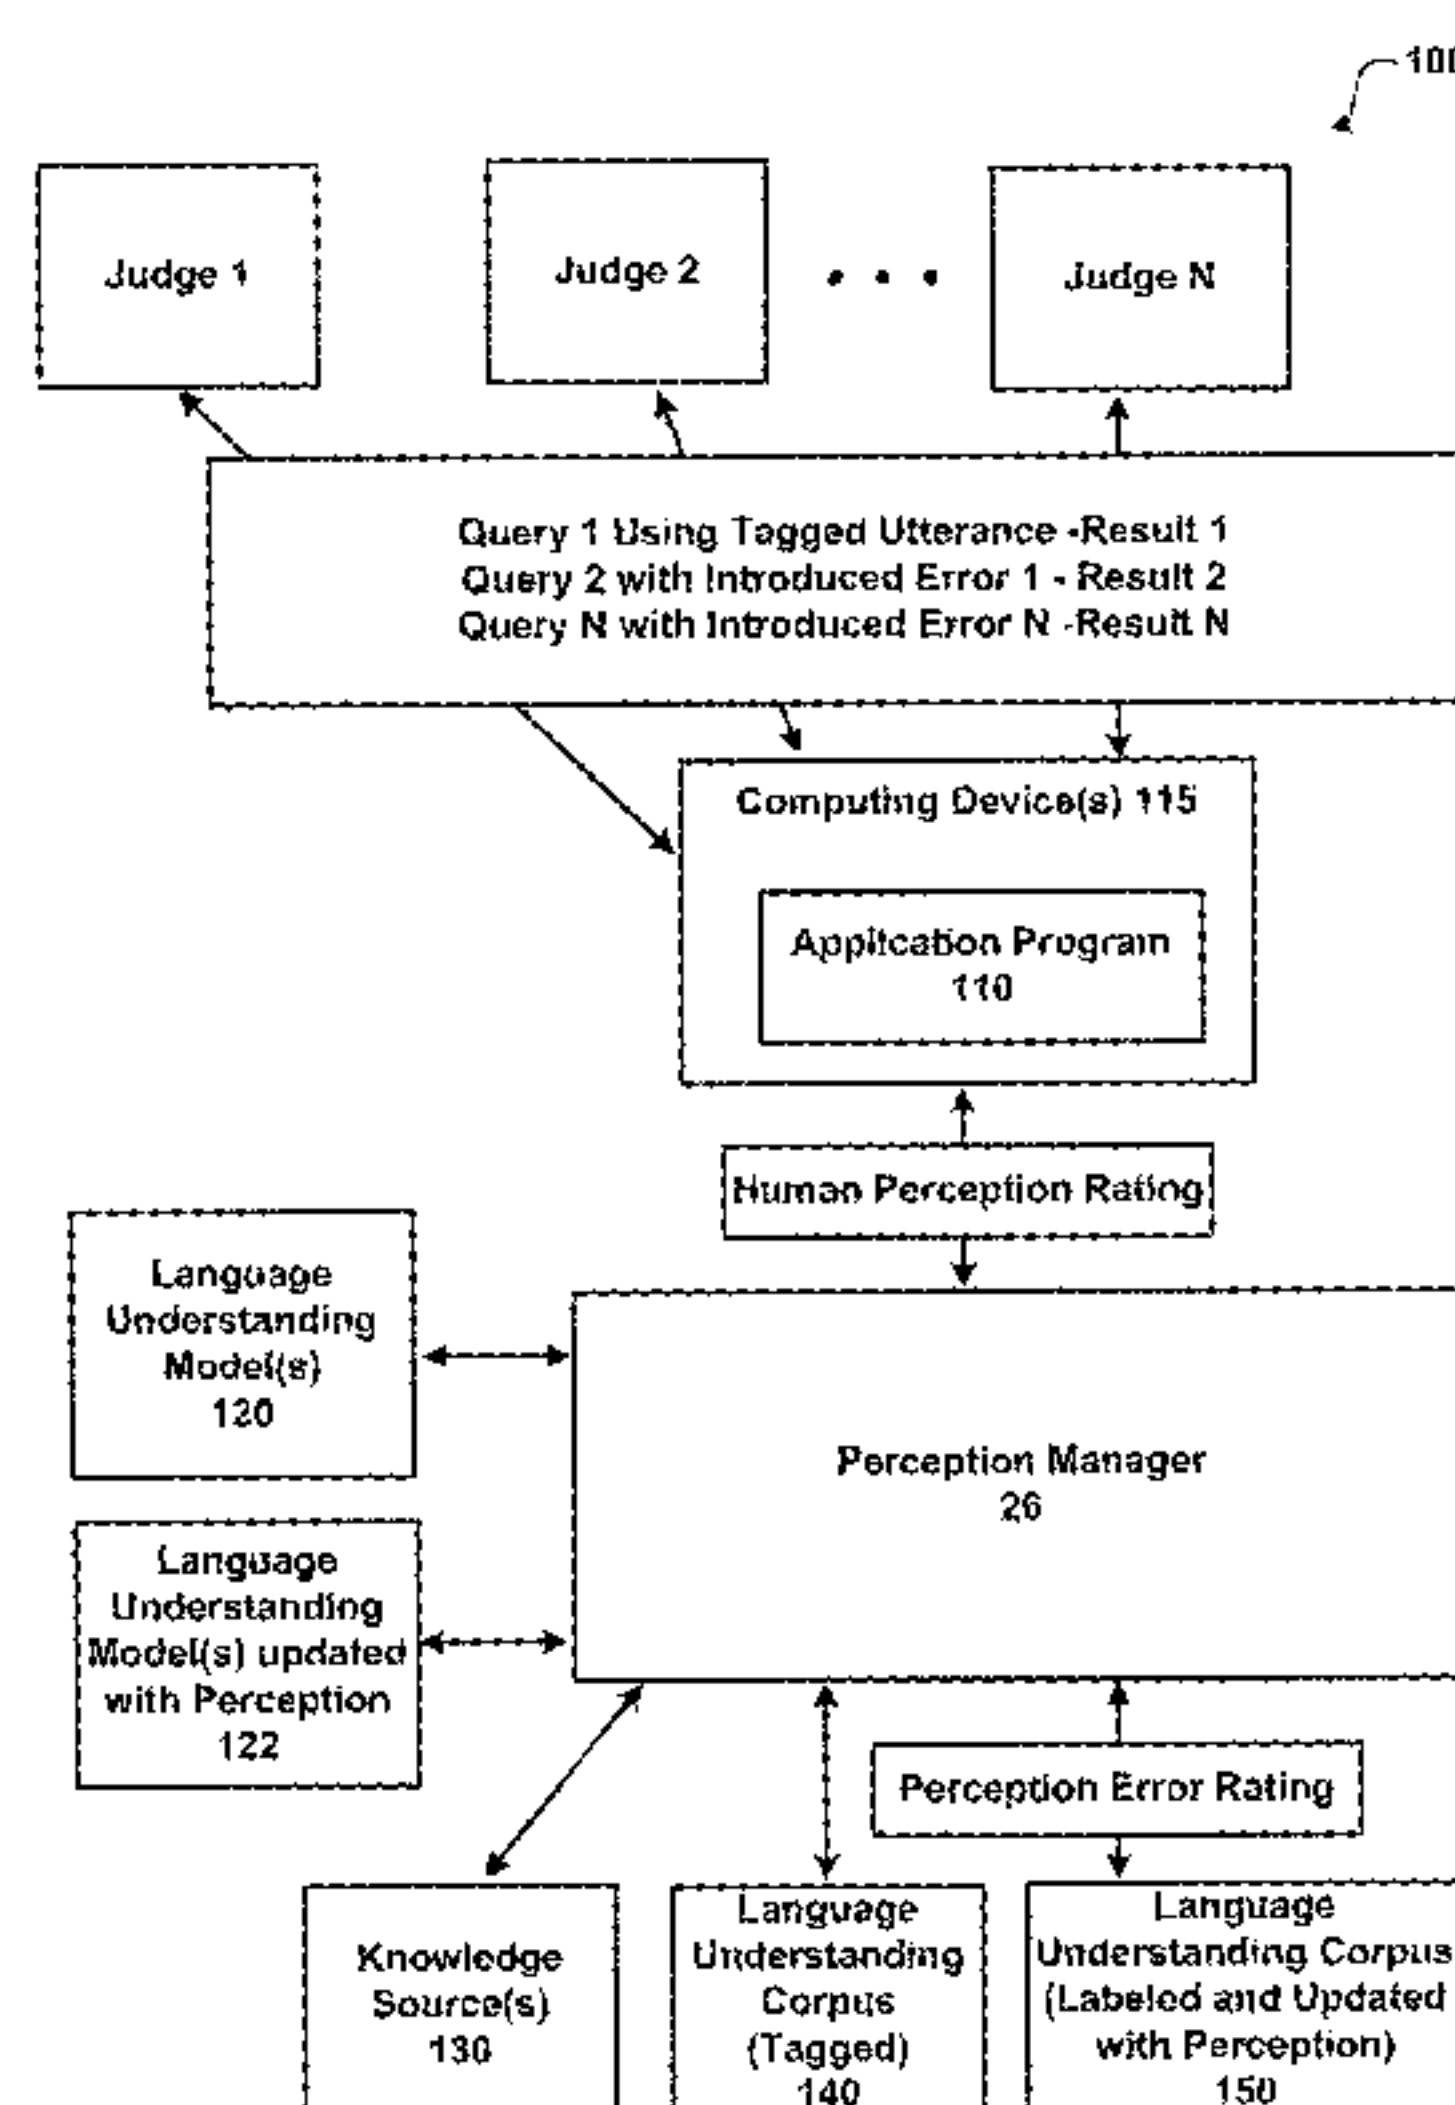 100
Judge 1
Judge 2
• • •
Judge N
Query 1 Using Tagged Utterance -Result 1
Query 2 with Introduced Error 1 - Result 2
Query N with Introduced Error N -Result N
Computing Device(s) 115
Application Program
110
Human Perception Rating
Language
Understanding
Model(s)
120
Perception Manager
26
Language
Understanding
Model(s) updated
with Perception
122
Perception Error Rating
Knowledge
Source(s)
130
Language
Understanding
Corpus
(Tagged)
140
Language
Understanding Corpus
(Labeled and Updated
with Perception)
150